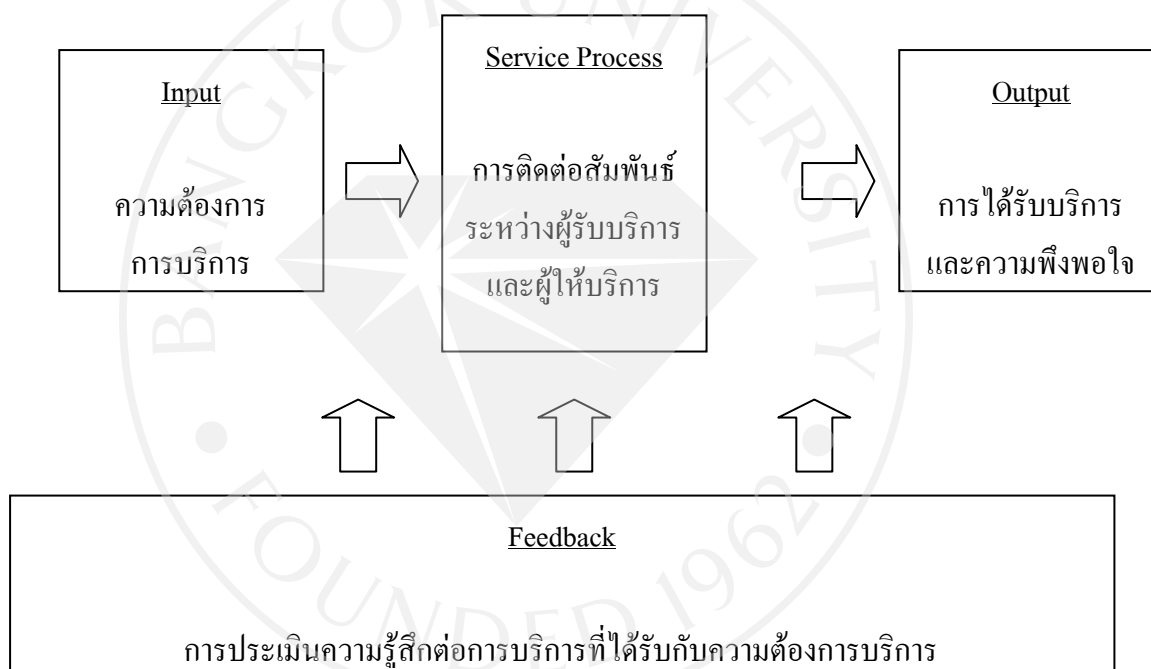 Input
ความต้องการ
การบริการ
Service Process
การติดต่อสัมพันธ์
ระหว่างผู้รับบริการ
และผู้ให้บริการ
Output
การได้รับบริการ
และความพึงพอใจ
Feedback
การประเมินความรู้สึกต่อการบริการที่ได้รับกับความต้องการบริการ
BANGKOK UNIVERSITY
FOUNDED 1962